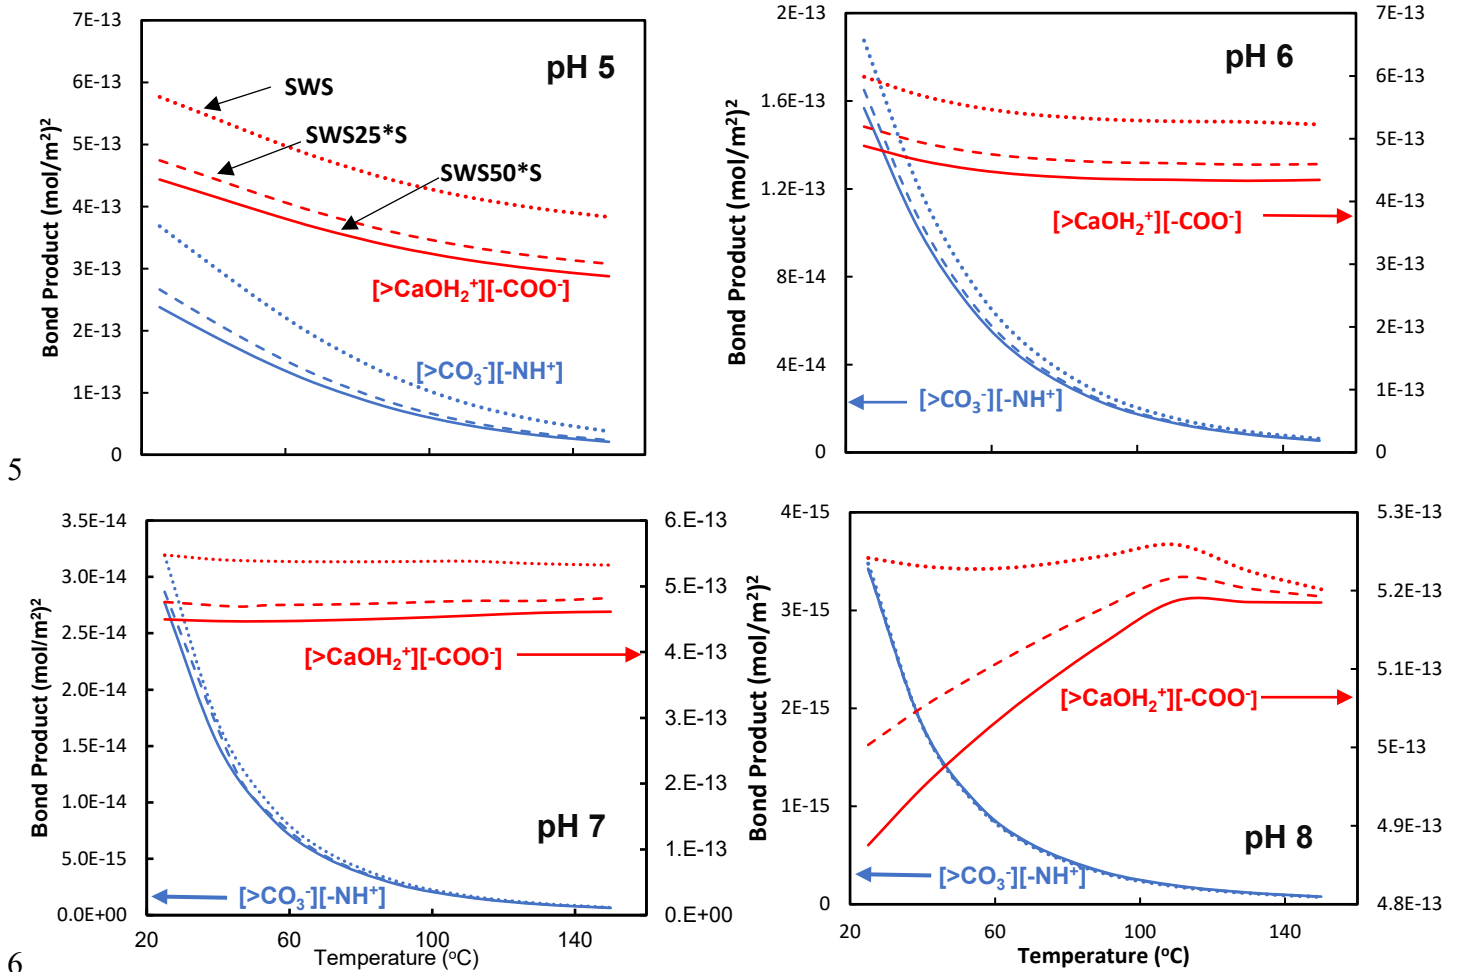 7E-13
6E-13
5E-13
4E-13
3E-13
2E-13
1E-13
0
Bond Product (mol/m²)²
pH 5
SWS
SWS25*S
SWS50*S
[>CaOH₂⁺][-COO⁻]
[>CO₃⁻][-NH⁺]
5
2E-13
1.6E-13
1.2E-13
8E-14
4E-14
0
Bond Product (mol/m²)²
pH 6
[>CaOH₂⁺][-COO⁻]
[>CO₃⁻][-NH⁺]
7E-13
6E-13
5E-13
4E-13
3E-13
2E-13
1E-13
0
3.5E-14
3.0E-14
2.5E-14
2.0E-14
1.5E-14
1.0E-14
5.0E-15
0.0E+00
Bond Product (mol/m²)²
[>CaOH₂⁺][-COO⁻]
pH 7
[>CO₃⁻][-NH⁺]
6.E-13
5.E-13
4.E-13
3.E-13
2.E-13
1.E-13
0.E+00
20 60 100 140
Temperature (°C)
6
4E-15
3E-15
2E-15
1E-15
0
Bond Product (mol/m²)²
[>CaOH₂⁺][-COO⁻]
pH 8
[>CO₃⁻][-NH⁺]
5.3E-13
5.2E-13
5.1E-13
5E-13
4.9E-13
4.8E-13
20 60 100 140
Temperature (°C)